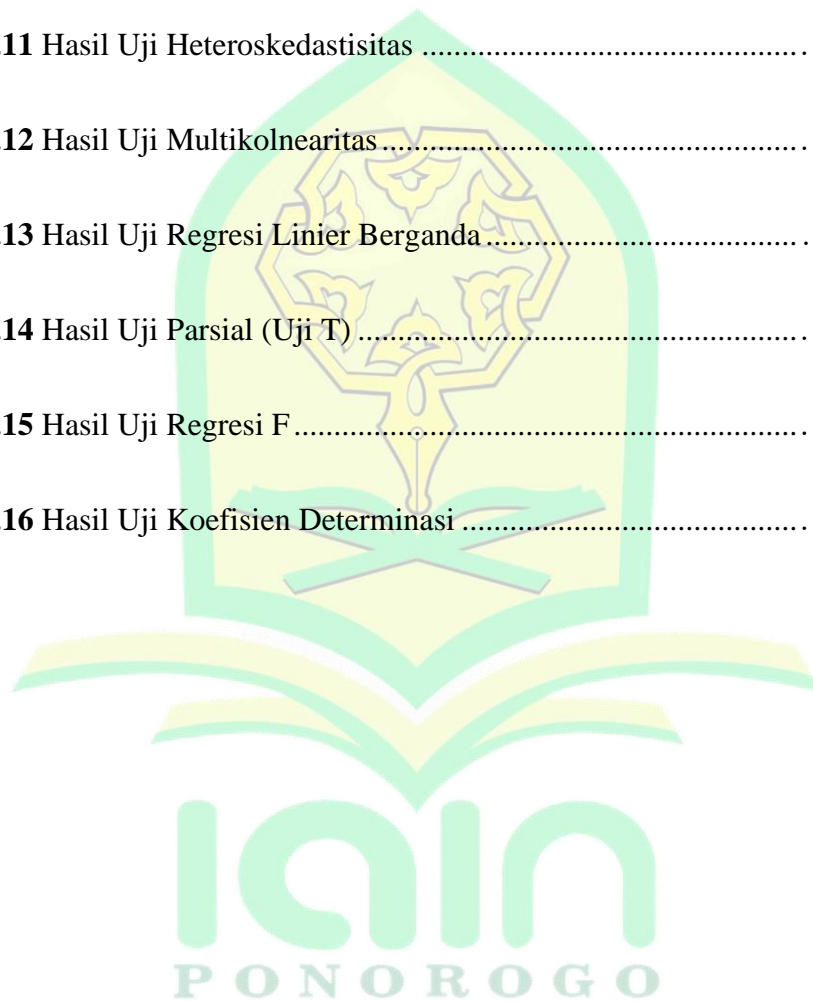 .11 Hasil Uji Heteroskedastisitas ................................................
.12 Hasil Uji Multikolnearitas .....................................................
.13 Hasil Uji Regresi Linier Berganda ........................................
.14 Hasil Uji Parsial (Uji T) ........................................................
.15 Hasil Uji Regresi F ................................................................
.16 Hasil Uji Koefisien Determinasi ...........................................
IAIN
PONOROGO